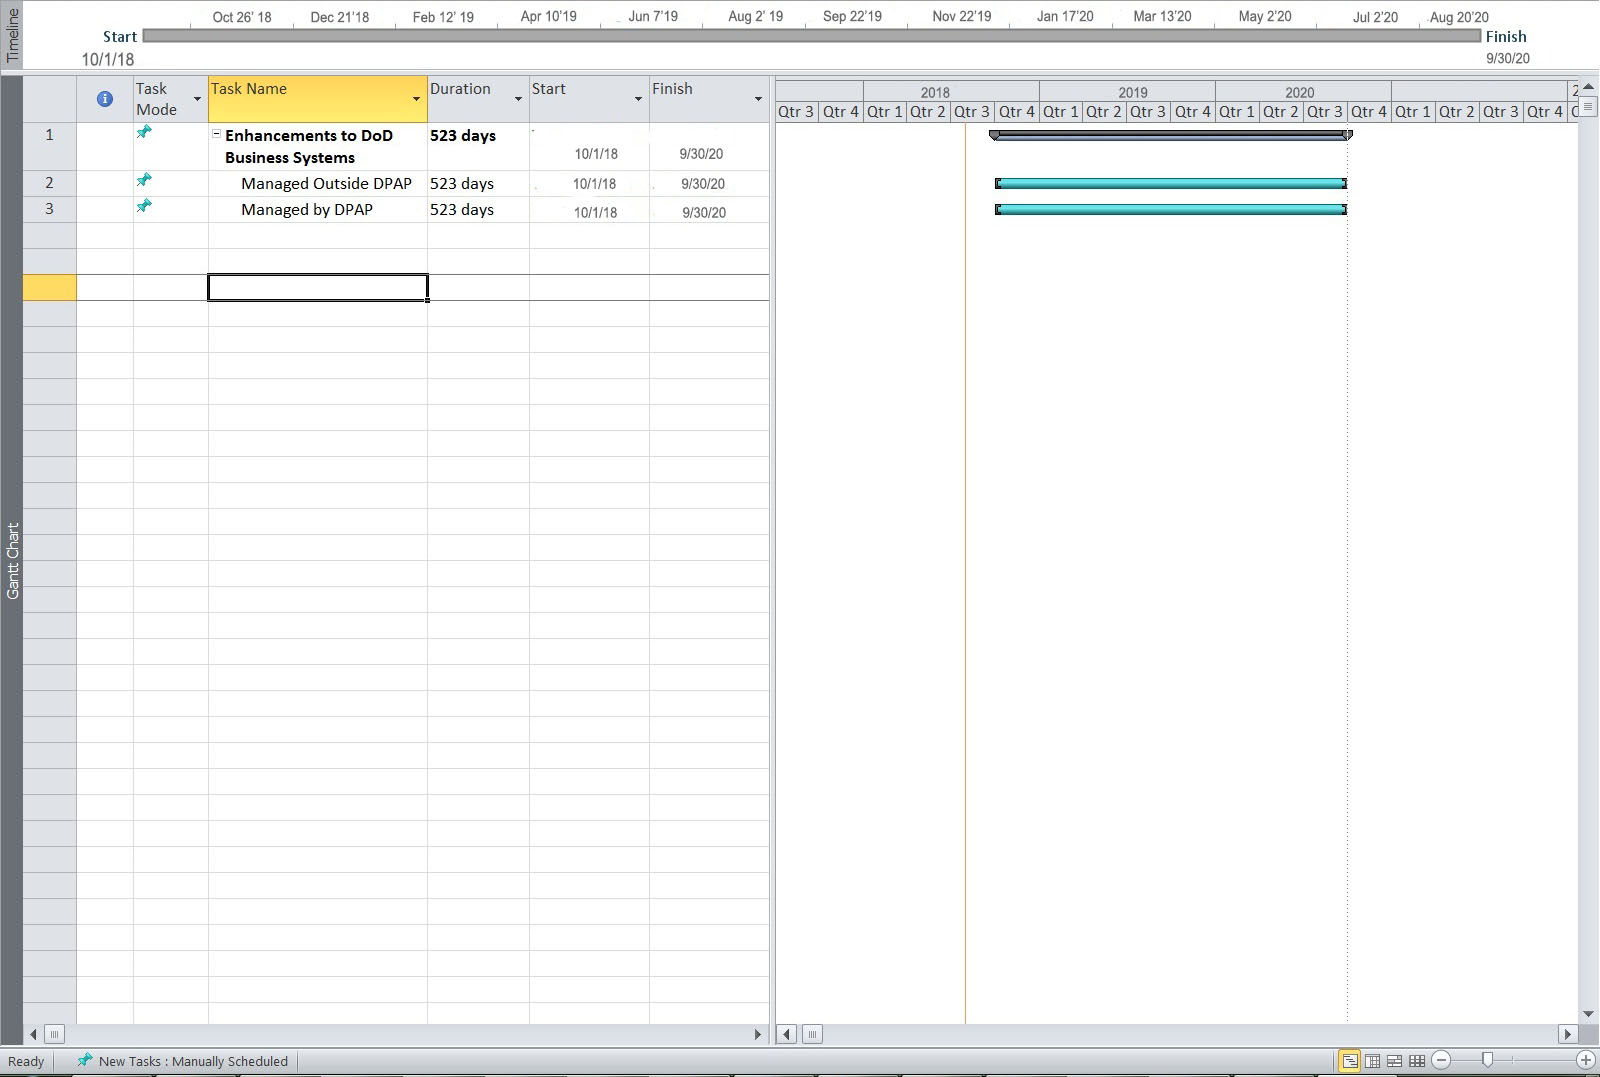 Timeline
Oct 26' 18 Dec 21'18 Feb 12' 19 Apr 10'19 Jun 7'19 Aug 2' 19 Sep 22'19 Nov 22'19 Jan 17'20 Mar 13'20 May 2'20 Jul 2'20 Aug 20'20
Start Finish
10/1/18 9/30/20
Gantt Chart
Task Mode Task Name Duration Start Finish
2018 2019 2020
Qtr 3 Qtr 4 Qtr 1 Qtr 2 Qtr 3 Qtr 4 Qtr 1 Qtr 2 Qtr 3 Qtr 4 Qtr 1 Qtr 2 Qtr 3 Qtr 4 Qtr 1 Qtr 2 Qtr 3 Qtr 4
1 Enhancements to DoD Business Systems 523 days 10/1/18 9/30/20
2 Managed Outside DPAP 523 days 10/1/18 9/30/20
3 Managed by DPAP 523 days 10/1/18 9/30/20
Ready New Tasks : Manually Scheduled